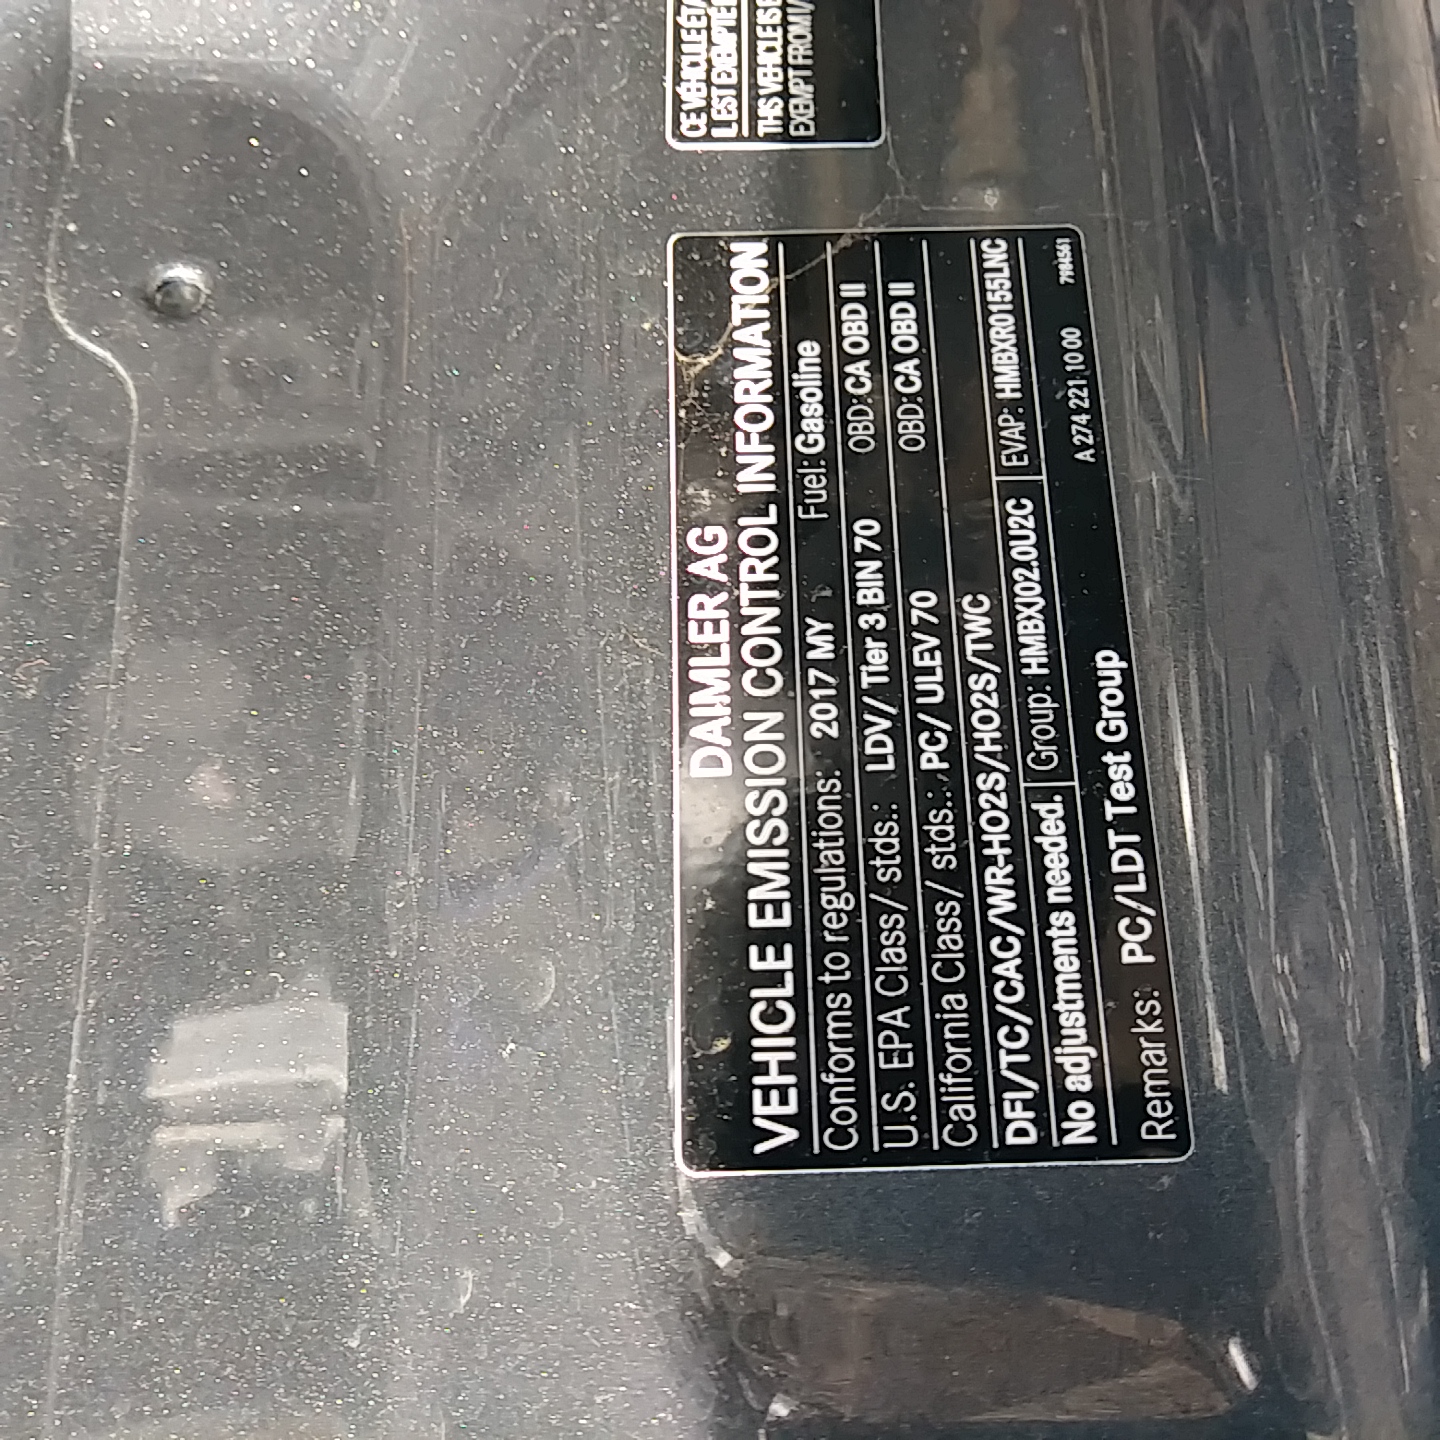 DAIMLER AG
VEHICLE EMISSION CONTROL INFORMATION
Conforms to regulations: 2017 MY Fuel: Gasoline
U.S. EPA Class/ stds.: LDV/ Tier 3 BIN 70 OBD: CA OBD II
California Class/ stds.: PC/ ULEV 70 OBD: CA OBD II
DFI/TC/CAC/WR-HO2S/HO2S/TWC
No adjustments needed. Group: HMBXJ02.0U2C EVAP: HMBXR0155LNC
Remarks: PC/LDT Test Group A 274 221 10 00 7184561
CE VÉHICULE
IL EST EXEMPTÉ
THIS VEHICLE IS
EXEMPT FROM